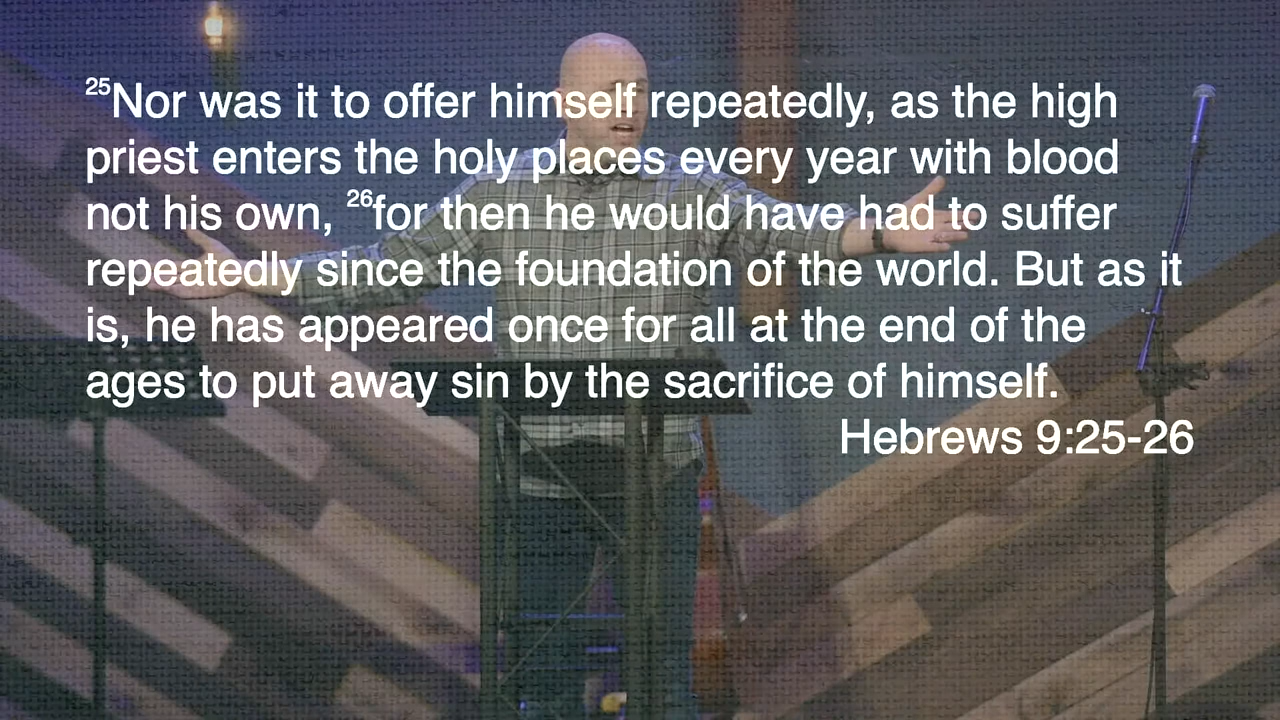 25Nor was it to offer himself repeatedly, as the high
priest enters the holy places every year with blood
not his own, 26for then he would have had to suffer
repeatedly since the foundation of the world. But as it
is, he has appeared once for all at the end of the
ages to put away sin by the sacrifice of himself.
Hebrews 9:25-26